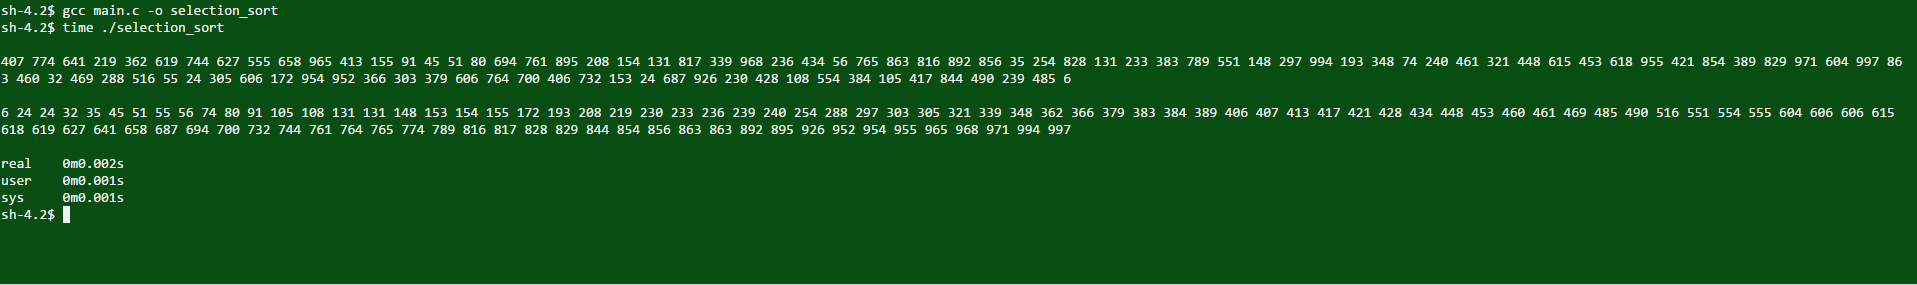 sh-4.2$ gcc main.c -o selection_sort
sh-4.2$ time ./selection_sort
407 774 641 219 362 619 744 627 555 658 965 413 155 91 45 51 80 694 761 895 208 154 131 817 339 968 236 434 56 765 863 816 892 856 35 254 828 131 233 383 789 551 148 297 994 193 348 74 240 461 321 448 615 453 618 955 421 854 389 829 971 604 997 86
3 460 32 469 288 516 55 24 305 606 172 954 952 366 303 379 606 764 700 406 732 153 24 687 926 230 428 108 554 384 105 417 844 490 239 485 6
6 24 24 32 35 45 51 55 56 74 80 91 105 108 131 131 148 153 154 155 172 193 208 219 230 233 236 239 240 254 288 297 303 305 321 339 348 362 366 379 383 384 389 406 407 413 417 421 428 434 448 453 460 461 469 485 490 516 551 554 555 604 606 606 615
618 619 627 641 658 687 694 700 732 744 761 764 765 774 789 816 817 828 829 844 854 856 863 863 892 895 926 952 954 955 965 968 971 994 997
real    0m0.002s
user    0m0.001s
sys     0m0.001s
sh-4.2$